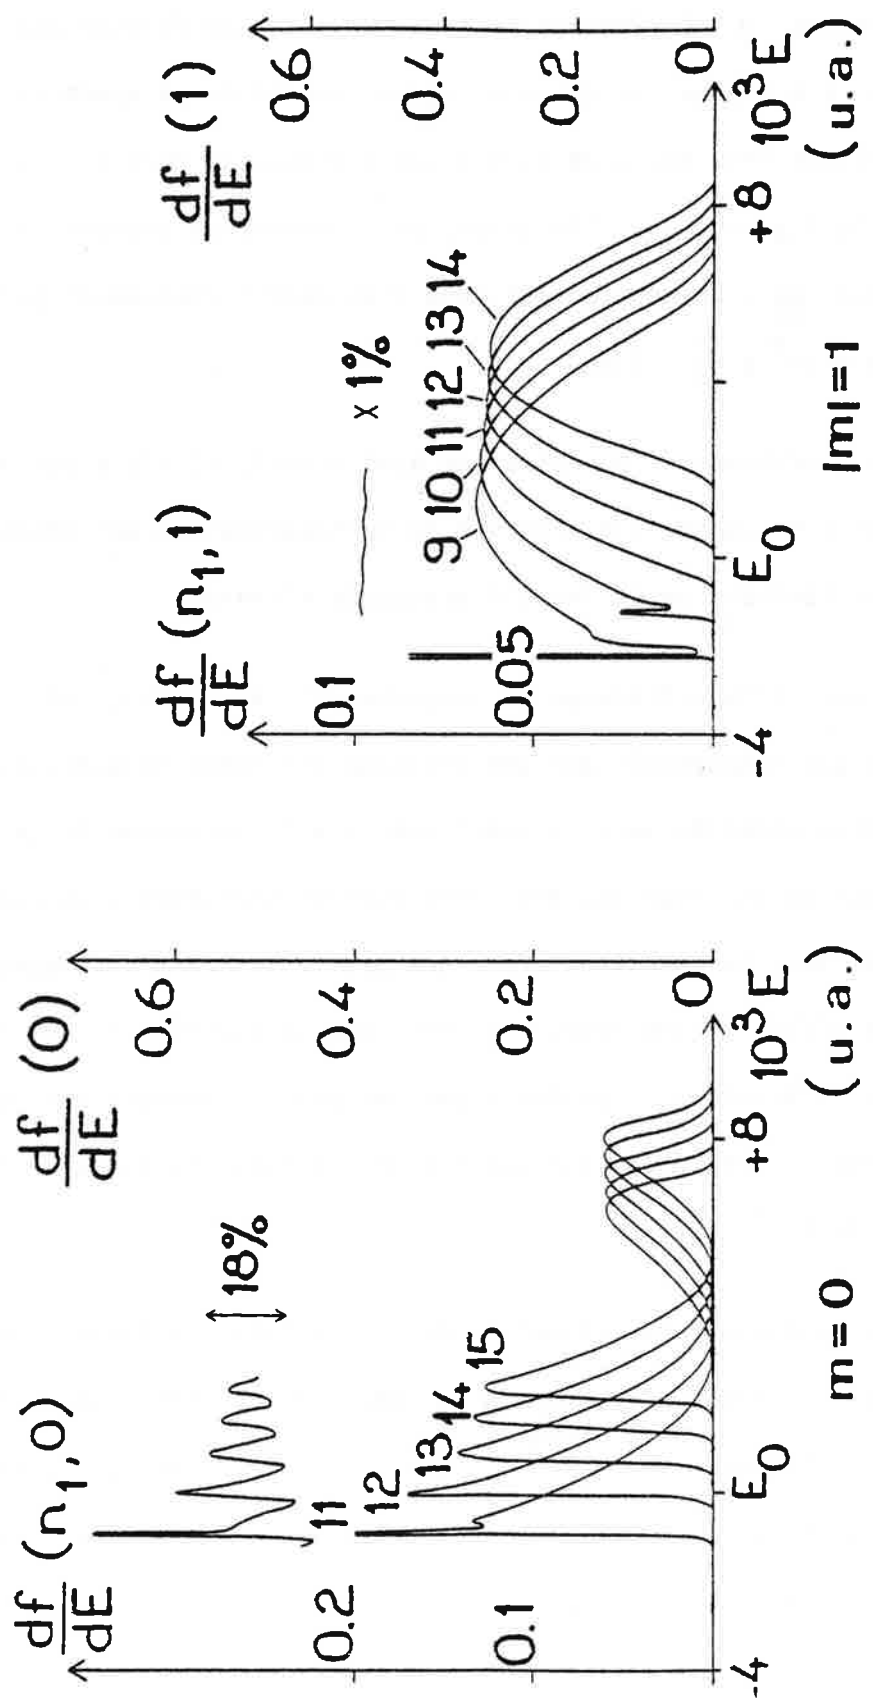 df/dE (n₁, 0)
df/dE (0)
0.2
0.1
0.6
0.4
0.2
0
18%
11
12
13
14
15
-4
E₀
+8
10³E
(u.a.)
m=0
df/dE (n₁, 1)
df/dE (1)
0.1
0.05
0.6
0.4
0.2
0
x 1%
9
10
11
12
13
14
-4
E₀
+8
10³E
(u.a.)
|m|=1